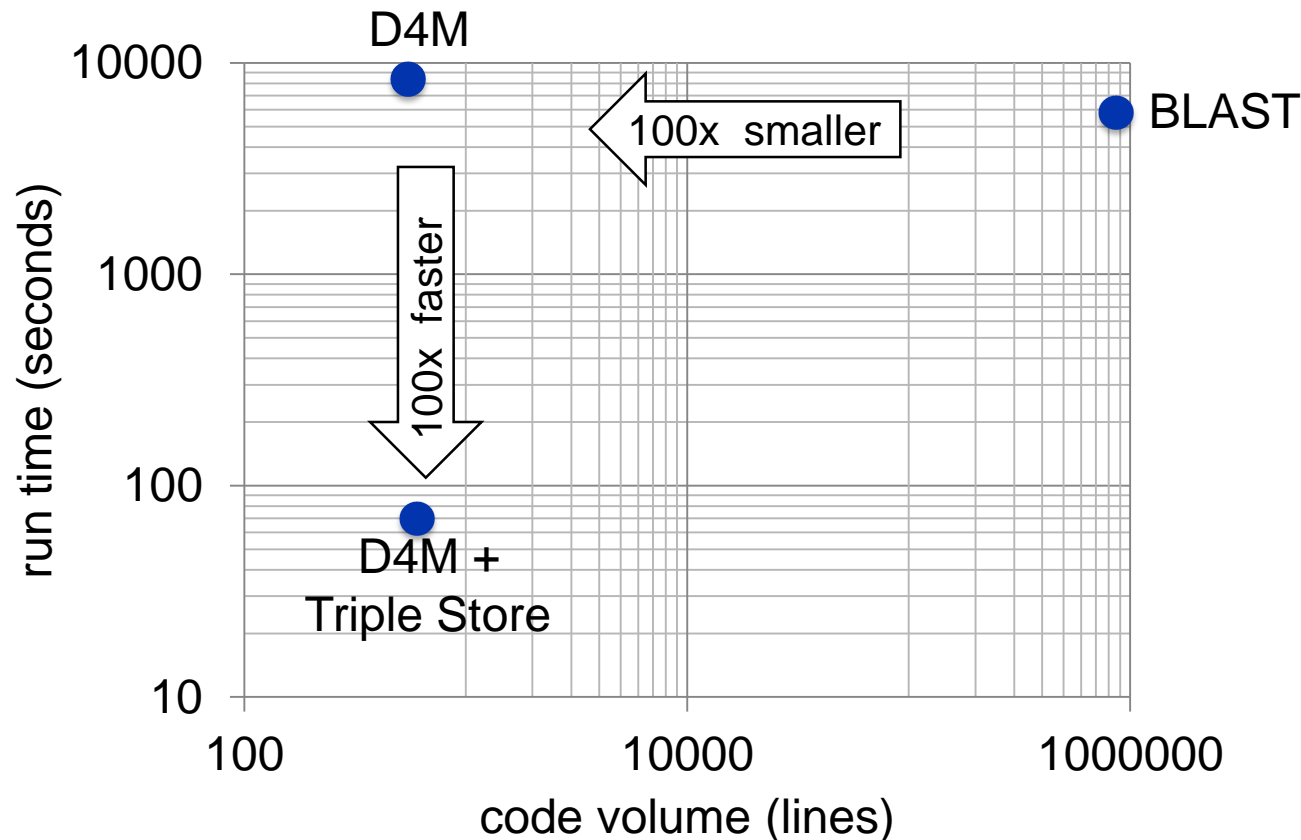 D4M
10000
BLAST
100x smaller
1000
100x faster
100
D4M +
Triple Store
10
100
10000
1000000
code volume (lines)
run time (seconds)